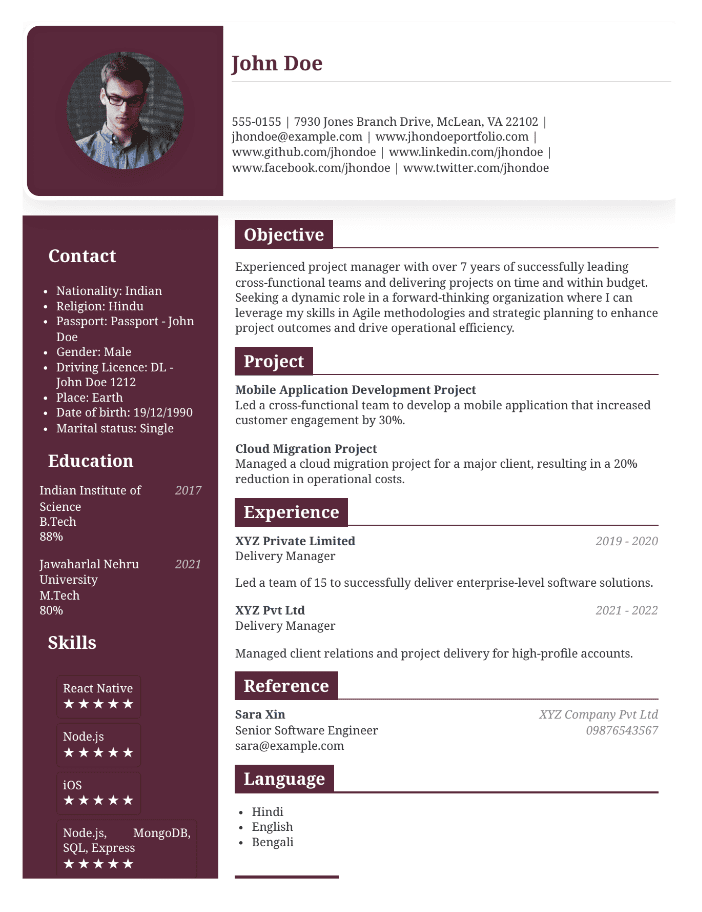 John Doe
555-0155 | 7930 Jones Branch Drive, McLean, VA 22102 |
jhondoe@example.com | www.jhondoeportfolio.com |
www.github.com/jhondoe | www.linkedin.com/jhondoe |
www.facebook.com/jhondoe | www.twitter.com/jhondoe
Contact
• Nationality: Indian
• Religion: Hindu
• Passport: Passport - John
Doe
• Gender: Male
• Driving Licence: DL -
John Doe 1212
• Place: Earth
• Date of birth: 19/12/1990
• Marital status: Single
Education
Indian Institute of 2017
Science
B.Tech
88%
Jawaharlal Nehru 2021
University
M.Tech
80%
Skills
React Native
★★★★★
Node.js
★★★★★
iOS
★★★★★
Node.js, MongoDB,
SQL, Express
★★★★★
Objective
Experienced project manager with over 7 years of successfully leading
cross-functional teams and delivering projects on time and within budget.
Seeking a dynamic role in a forward-thinking organization where I can
leverage my skills in Agile methodologies and strategic planning to enhance
project outcomes and drive operational efficiency.
Project
Mobile Application Development Project
Led a cross-functional team to develop a mobile application that increased
customer engagement by 30%.
Cloud Migration Project
Managed a cloud migration project for a major client, resulting in a 20%
reduction in operational costs.
Experience
XYZ Private Limited 2019 - 2020
Delivery Manager
Led a team of 15 to successfully deliver enterprise-level software solutions.
XYZ Pvt Ltd 2021 - 2022
Delivery Manager
Managed client relations and project delivery for high-profile accounts.
Reference
Sara Xin XYZ Company Pvt Ltd
Senior Software Engineer 09876543567
sara@example.com
Language
• Hindi
• English
• Bengali